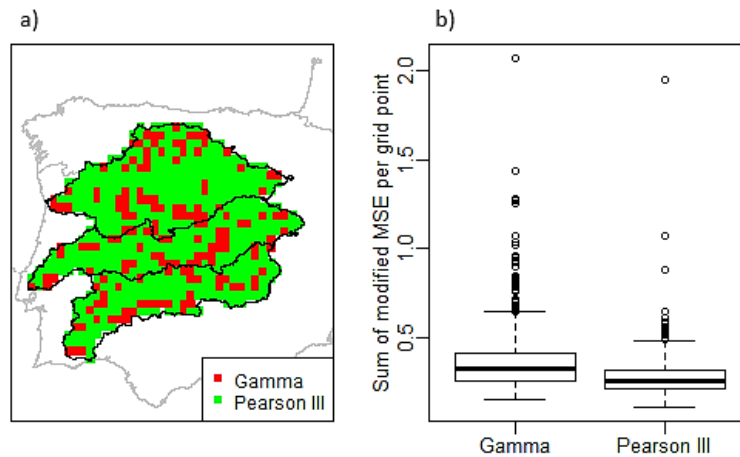 a)
Gamma
Pearson III
b)
Sum of modified MSE per grid point
2.0
1.5
1.0
0.5
Gamma
Pearson III